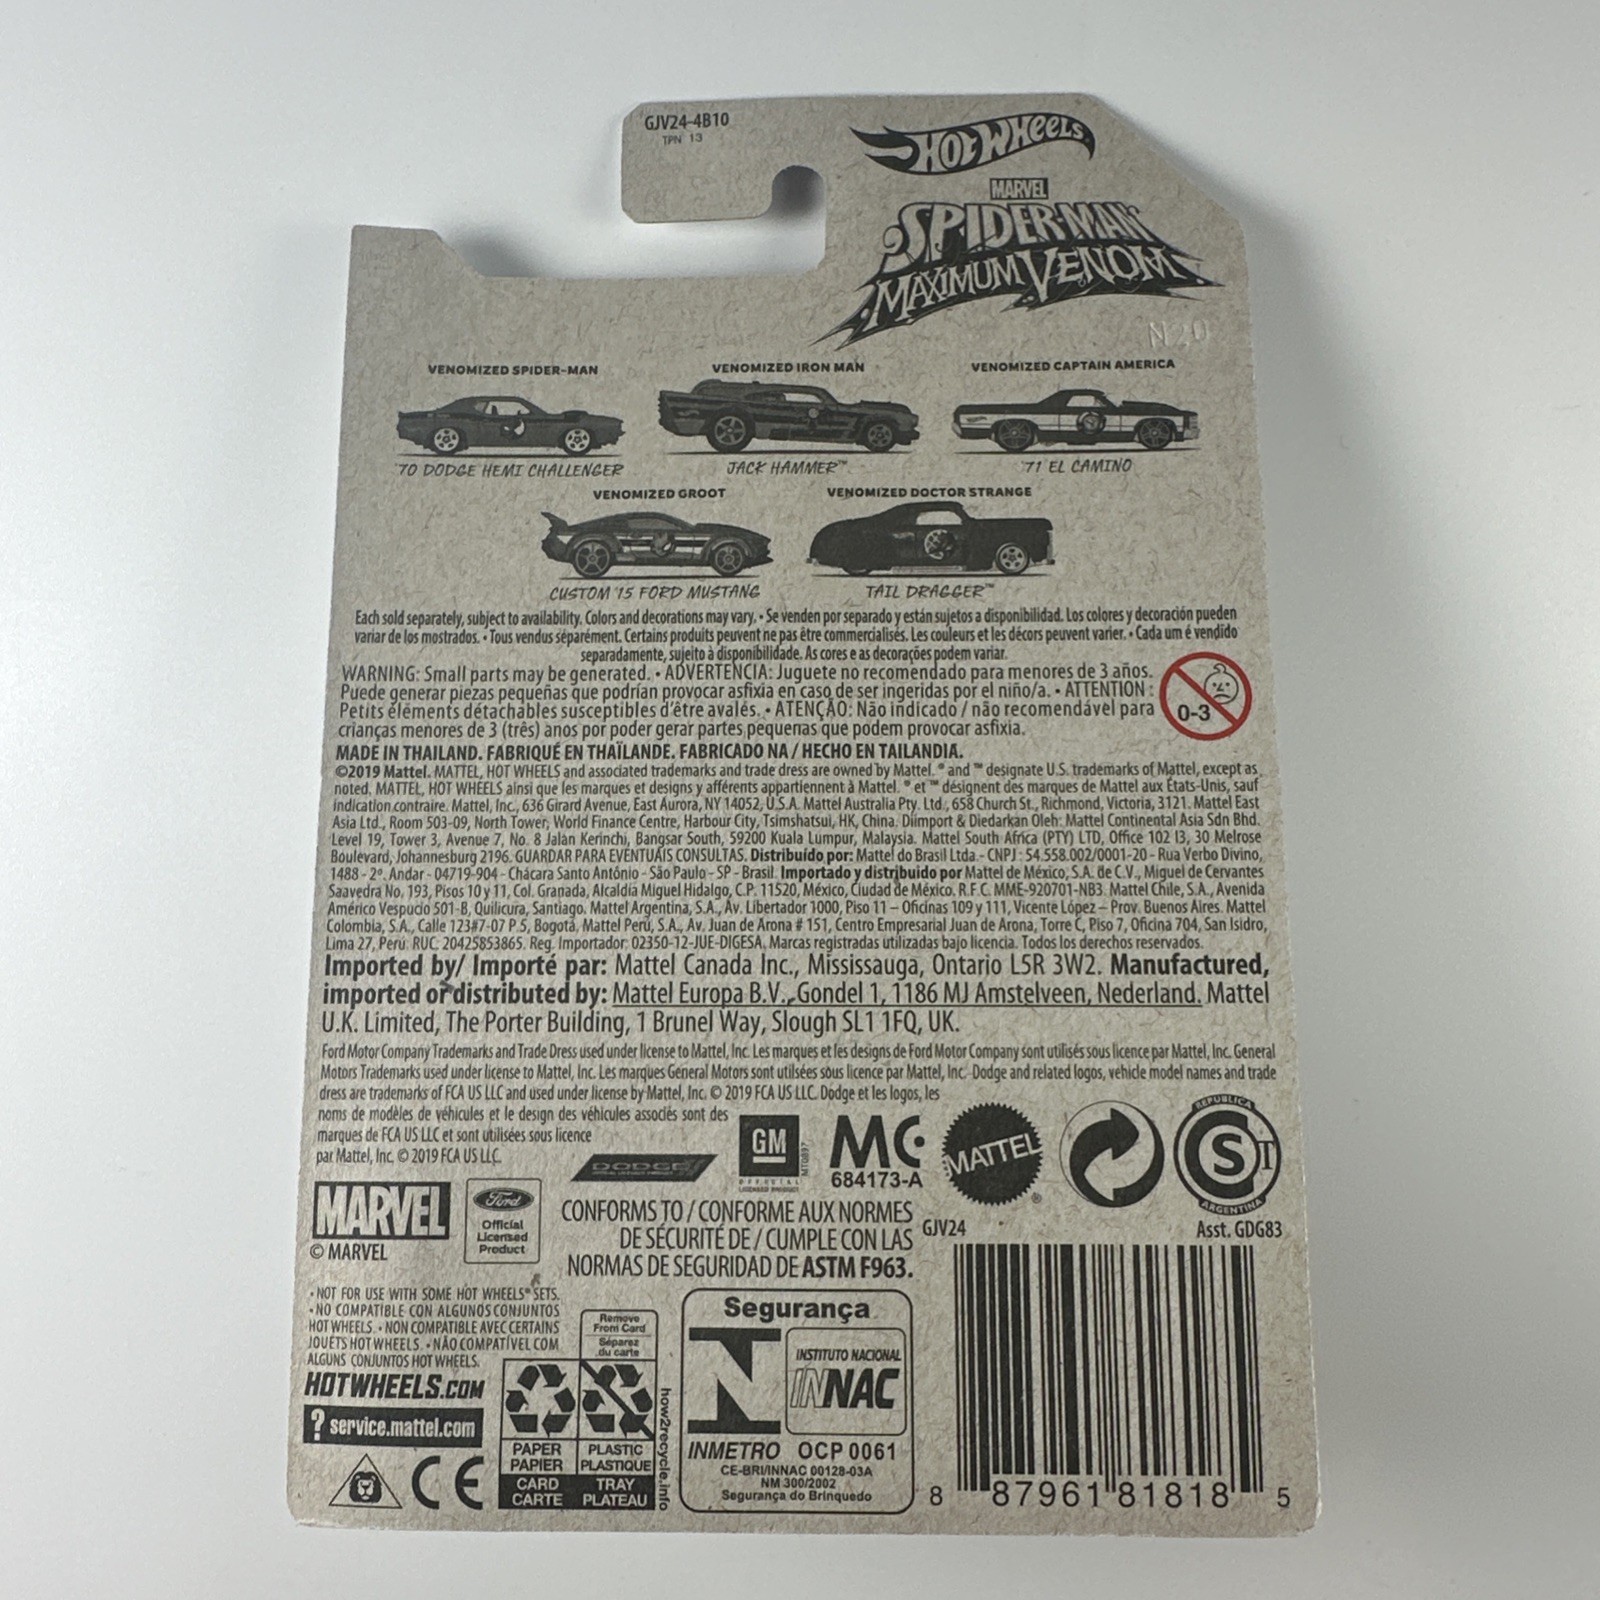 GJV24-4B10
TPN 13
HOT WHEELS
MARVEL
SPIDER-MAN
MAXIMUM VENOM
N20
VENOMIZED SPIDER-MAN
VENOMIZED IRON MAN
VENOMIZED CAPTAIN AMERICA
'70 DODGE HEMI CHALLENGER
JACK HAMMER™
'71 EL CAMINO
VENOMIZED GROOT
VENOMIZED DOCTOR STRANGE
CUSTOM '15 FORD MUSTANG
TAIL DRAGGER™
Each sold separately, subject to availability. Colors and decorations may vary. • Se venden por separado y están sujetos a disponibilidad. Los colores y decoración pueden
variar de los mostrados. • Tous vendus séparément. Certains produits peuvent ne pas être commercialisés. Les couleurs et les décors peuvent varier. • Cada um é vendido
separadamente, sujeito à disponibilidade. As cores e as decorações podem variar.
WARNING: Small parts may be generated. • ADVERTENCIA: Juguete no recomendado para menores de 3 años.
Puede generar piezas pequeñas que podrían provocar asfixia en caso de ser ingeridas por el niño/a. • ATTENTION :
Petits éléments détachables susceptibles d'être avalés. • ATENÇÃO: Não indicado / não recomendável para
crianças menores de 3 (três) anos por poder gerar partes pequenas que podem provocar asfixia.
0-3
MADE IN THAILAND. FABRIQUÉ EN THAÏLANDE. FABRICADO NA / HECHO EN TAILANDIA.
©2019 Mattel. MATTEL, HOT WHEELS and associated trademarks and trade dress are owned by Mattel. ® and ™ designate U.S. trademarks of Mattel, except as
noted. MATTEL, HOT WHEELS ainsi que les marques et designs y afférents appartiennent à Mattel. ® et ™ désignent des marques de Mattel aux États-Unis, sauf
indication contraire. Mattel, Inc., 636 Girard Avenue, East Aurora, NY 14052, U.S.A. Mattel Australia Pty. Ltd., 658 Church St., Richmond, Victoria, 3121. Mattel East
Asia Ltd., Room 503-09, North Tower, World Finance Centre, Harbour City, Tsimshatsui, HK, China. Diimport & Diedarkan Oleh: Mattel Continental Asia Sdn Bhd.
Level 19, Tower 3, Avenue 7, No. 8 Jalan Kerinchi, Bangsar South, 59200 Kuala Lumpur, Malaysia. Mattel South Africa (PTY) LTD, Office 102 I3, 30 Melrose
Boulevard, Johannesburg 2196. GUARDAR PARA EVENTUAIS CONSULTAS. Distribuído por: Mattel do Brasil Ltda.- CNPJ : 54.558.002/0001-20 - Rua Verbo Divino,
1488 - 2º. Andar - 04719-904 - Chácara Santo Antônio - São Paulo - SP - Brasil. Importado y distribuido por Mattel de México, S.A. de C.V., Miguel de Cervantes
Saavedra No. 193, Pisos 10 y 11, Col. Granada, Alcaldía Miguel Hidalgo, C.P. 11520, México, Ciudad de México. R.F.C. MME-920701-NB3. Mattel Chile, S.A., Avenida
Américo Vespucio 501-B, Quilicura, Santiago. Mattel Argentina, S.A., Av. Libertador 1000, Piso 11 – Oficinas 109 y 111, Vicente López – Prov. Buenos Aires. Mattel
Colombia, S.A., Calle 123#7-07 P.5, Bogotá. Mattel Perú, S.A., Av. Juan de Arona # 151, Centro Empresarial Juan de Arona, Torre C, Piso 7, Oficina 704, San Isidro,
Lima 27, Perú. RUC. 20425853865. Reg. Importador: 02350-12-JUE-DIGESA. Marcas registradas utilizadas bajo licencia. Todos los derechos reservados.
Imported by/ Importé par: Mattel Canada Inc., Mississauga, Ontario L5R 3W2. Manufactured,
imported or distributed by: Mattel Europa B.V., Gondel 1, 1186 MJ Amstelveen, Nederland. Mattel
U.K. Limited, The Porter Building, 1 Brunel Way, Slough SL1 1FQ, UK.
Ford Motor Company Trademarks and Trade Dress used under license to Mattel, Inc. Les marques et les designs de Ford Motor Company sont utilisés sous licence par Mattel, Inc. General
Motors Trademarks used under license to Mattel, Inc. Les marques General Motors sont utilisées sous licence par Mattel, Inc. Dodge and related logos, vehicle model names and trade
dress are trademarks of FCA US LLC and used under license by Mattel, Inc. © 2019 FCA US LLC. Dodge et les logos, les
noms de modèles de véhicules et le design des véhicules associés sont des
marques de FCA US LLC et sont utilisées sous licence
par Mattel, Inc. © 2019 FCA US LLC.
DODGE
OFFICIAL LICENSED PRODUCT
GM
OFFICIAL
LICENSED PRODUCT
MT0897
MC
684173-A
MATTEL®
REPUBLICA
S
ARGENTINA
MARVEL
© MARVEL
Ford
Official
Licensed
Product
CONFORMS TO / CONFORME AUX NORMES
DE SÉCURITÉ DE / CUMPLE CON LAS
NORMAS DE SEGURIDAD DE ASTM F963.
GJV24
Asst. GDG83
• NOT FOR USE WITH SOME HOT WHEELS® SETS.
• NO COMPATIBLE CON ALGUNOS CONJUNTOS
HOT WHEELS. • NON COMPATIBLE AVEC CERTAINS
JOUETS HOT WHEELS. • NÃO COMPATÍVEL COM
ALGUNS CONJUNTOS HOT WHEELS.
HOTWHEELS.COM
? service.mattel.com
CE
Remove
From Card
Séparez
du carte
PAPER
PAPIER
PLASTIC
PLASTIQUE
CARD
CARTE
TRAY
PLATEAU
how2recycle.info
Segurança
INSTITUTO NACIONAL
INNAC
INMETRO OCP 0061
CE-BRI/INNAC 00128-03A
NM 300/2002
Segurança do Brinquedo
8 87961 81818 5